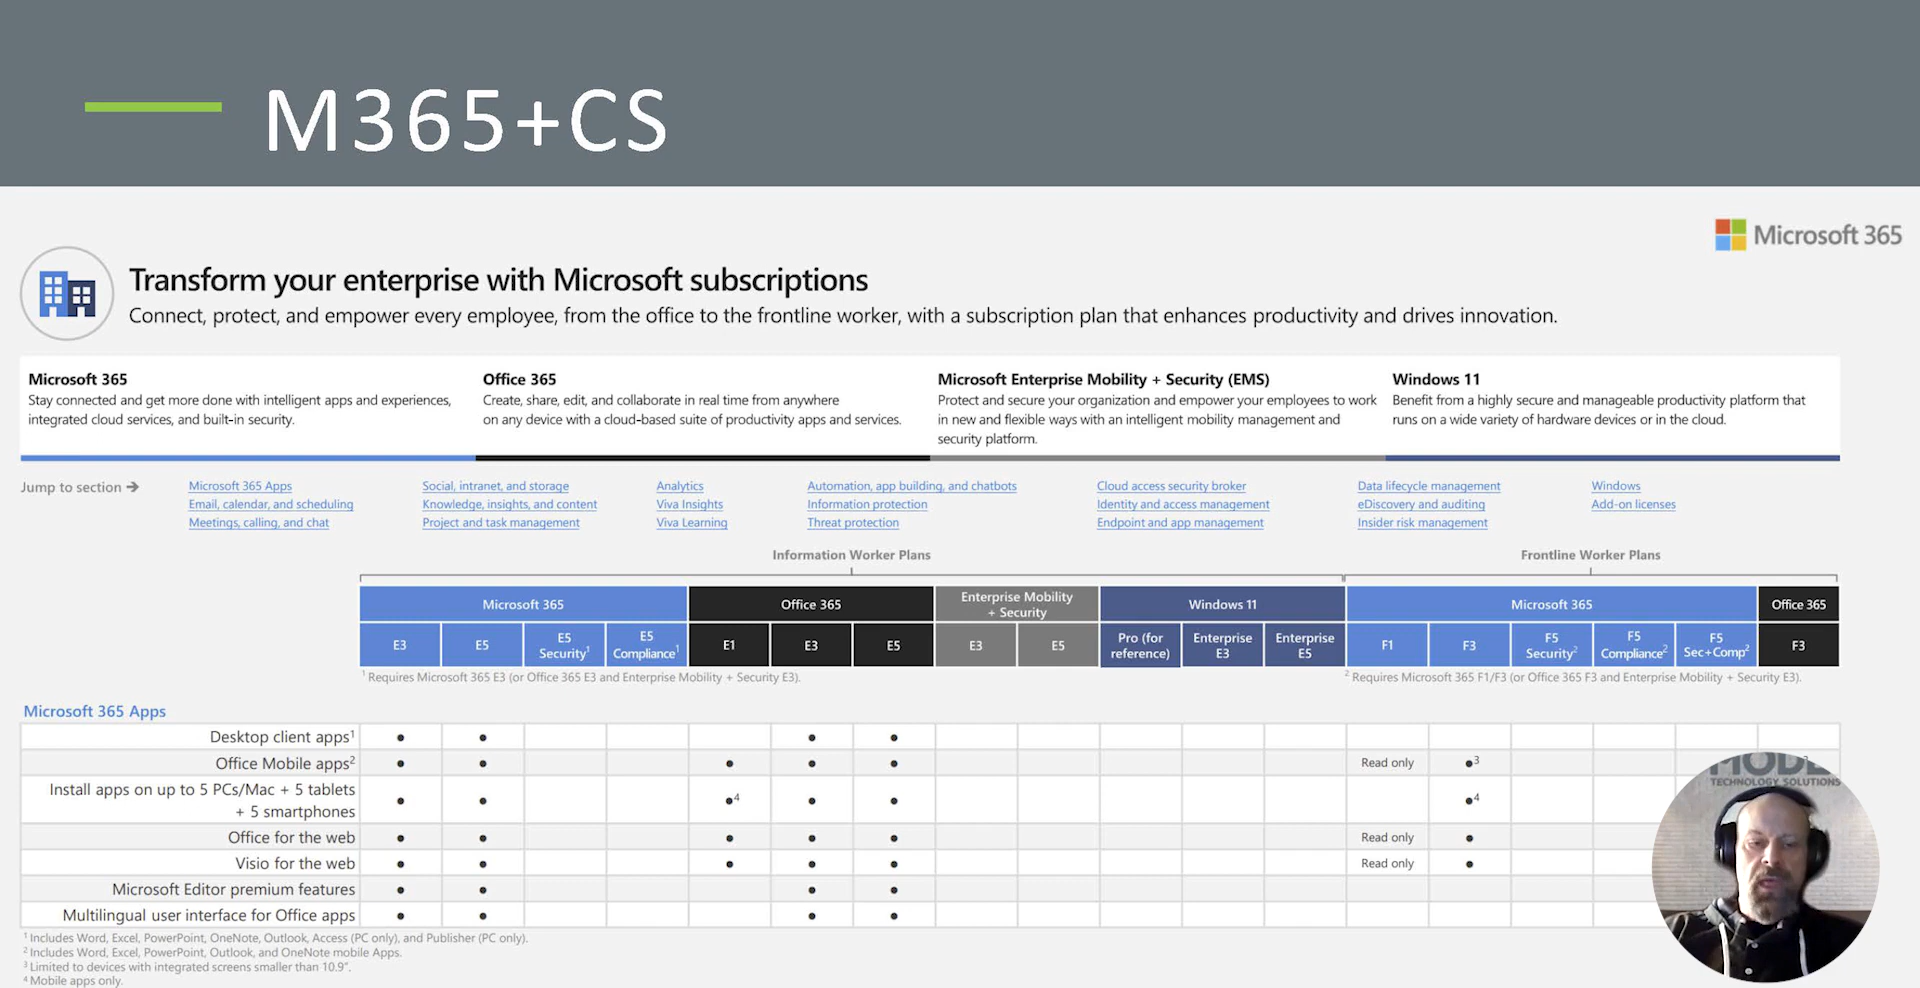 M365+CS
Microsoft 365
Transform your enterprise with Microsoft subscriptions
Connect, protect, and empower every employee, from the office to the frontline worker, with a subscription plan that enhances productivity and drives innovation.
Microsoft 365
Stay connected and get more done with intelligent apps and experiences,
integrated cloud services, and built-in security.
Office 365
Create, share, edit, and collaborate in real time from anywhere
on any device with a cloud-based suite of productivity apps and services.
Microsoft Enterprise Mobility + Security (EMS)
Protect and secure your organization and empower your employees to work
in new and flexible ways with an intelligent mobility management and
security platform.
Windows 11
Benefit from a highly secure and manageable productivity platform that
runs on a wide variety of hardware devices or in the cloud.
Jump to section →
Microsoft 365 Apps
Email, calendar, and scheduling
Meetings, calling, and chat
Social, intranet, and storage
Knowledge, insights, and content
Project and task management
Analytics
Viva Insights
Viva Learning
Automation, app building, and chatbots
Information protection
Threat protection
Cloud access security broker
Identity and access management
Endpoint and app management
Data lifecycle management
eDiscovery and auditing
Insider risk management
Windows
Add-on licenses
Information Worker Plans
Frontline Worker Plans
Microsoft 365
Office 365
Enterprise Mobility
+ Security
Windows 11
Microsoft 365
Office 365
E3
E5
E5
Security¹
E5
Compliance¹
E1
E3
E5
E3
E5
Pro (for
reference)
Enterprise
E3
Enterprise
E5
F1
F3
F5
Security²
F5
Compliance²
F5
Sec+Comp²
F3
¹ Requires Microsoft 365 E3 (or Office 365 E3 and Enterprise Mobility + Security E3).
² Requires Microsoft 365 F1/F3 (or Office 365 F3 and Enterprise Mobility + Security E3).
Microsoft 365 Apps
Desktop client apps¹ ● ● ● ●
Office Mobile apps² ● ● ● ● ● Read only ●³
Install apps on up to 5 PCs/Mac + 5 tablets
+ 5 smartphones ● ● ●⁴ ● ● ●⁴
Office for the web ● ● ● ● ● Read only ●
Visio for the web ● ● ● ● ● Read only ●
Microsoft Editor premium features ● ● ● ●
Multilingual user interface for Office apps ● ● ● ●
¹ Includes Word, Excel, PowerPoint, OneNote, Outlook, Access (PC only), and Publisher (PC only).
² Includes Word, Excel, PowerPoint, Outlook, and OneNote mobile Apps.
³ Limited to devices with integrated screens smaller than 10.9".
⁴ Mobile apps only.
TECHNOLOGY SOLUTIONS